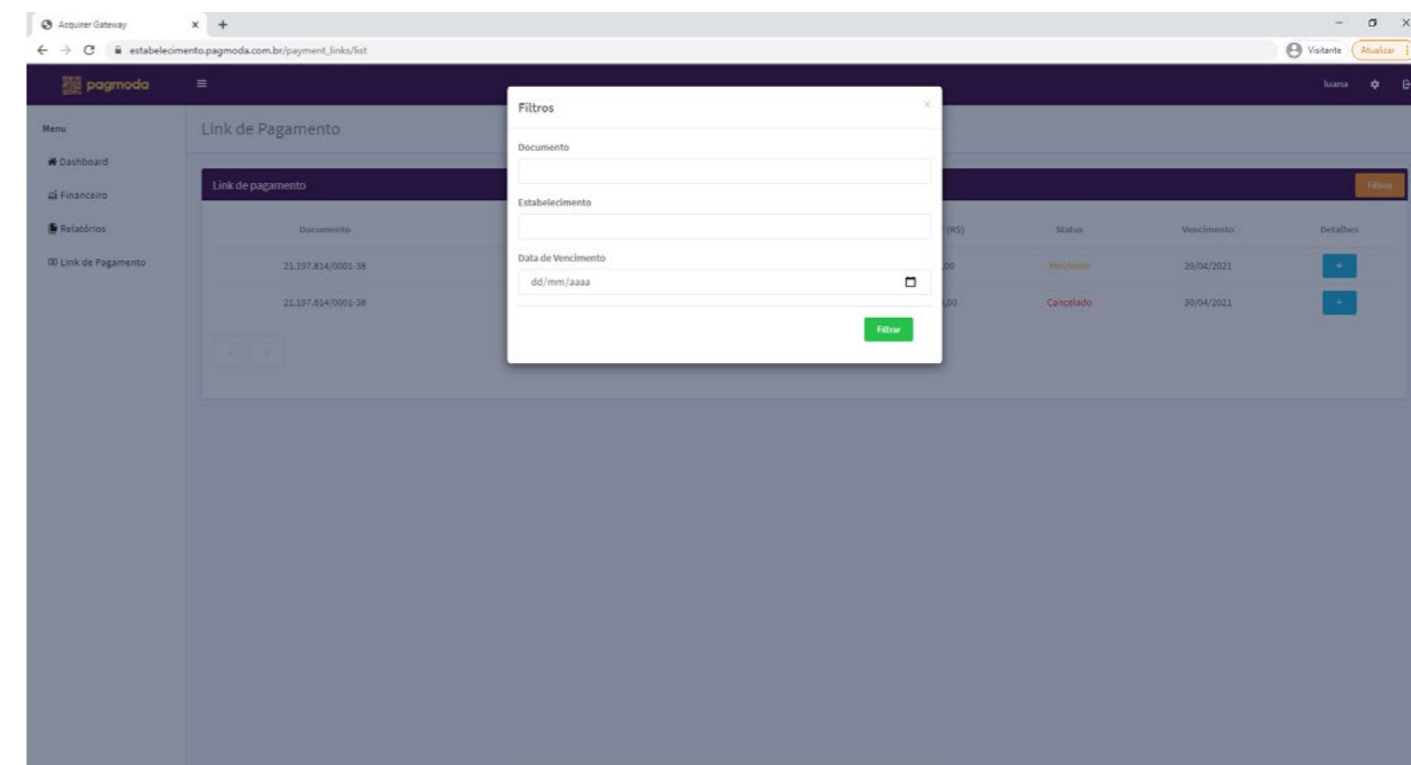 Acquirer Gateway
estabelecimento.pagmoda.com.br/payment_links/list
Visitante
Atualizar
pagmoda
luana
Menu
Dashboard
Financeiro
Relatórios
Link de Pagamento
Link de Pagamento
Link de pagamento
Filtros
Documento
(R$)
Status
Vencimento
Detalhes
21.197.814/0001-38
,00
Pendente
29/04/2021
+
21.197.814/0001-38
,00
Cancelado
30/04/2021
+
Filtros
×
Documento
Estabelecimento
Data de Vencimento
dd/mm/aaaa
Filtrar